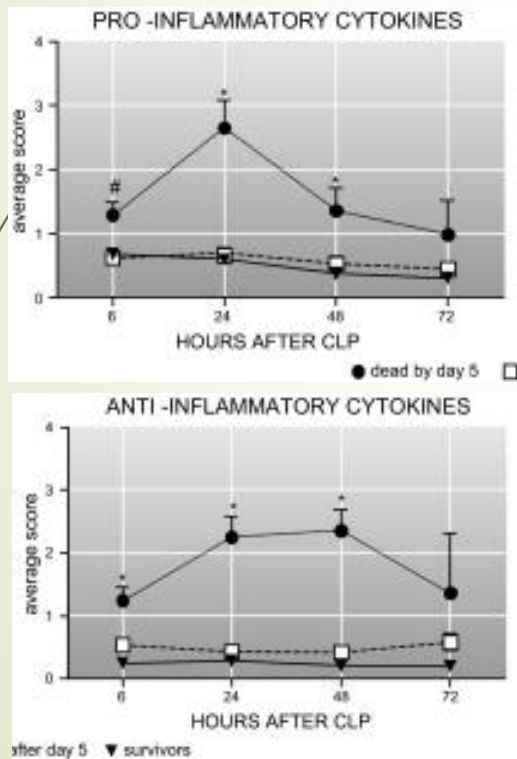 PRO -INFLAMMATORY CYTOKINES
4
3
2
1
0
average score
#
*
*
6 24 48 72
HOURS AFTER CLP
dead by day 5
ANTI -INFLAMMATORY CYTOKINES
4
3
2
1
0
average score
*
*
*
6 24 48 72
HOURS AFTER CLP
after day 5 survivors